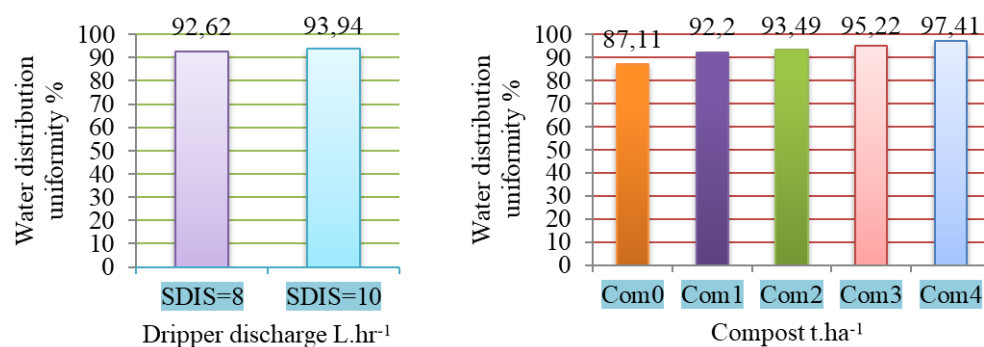 92,62
93,94
100
90
80
70
60
50
40
30
20
10
0
Water distribution
uniformity %
SDIS=8
SDIS=10
Dripper discharge L.hr⁻¹
87,11
92,2
93,49
95,22
97,41
100
90
80
70
60
50
40
30
20
10
0
Water distribution
uniformity %
Com0
Com1
Com2
Com3
Com4
Compost t.ha⁻¹